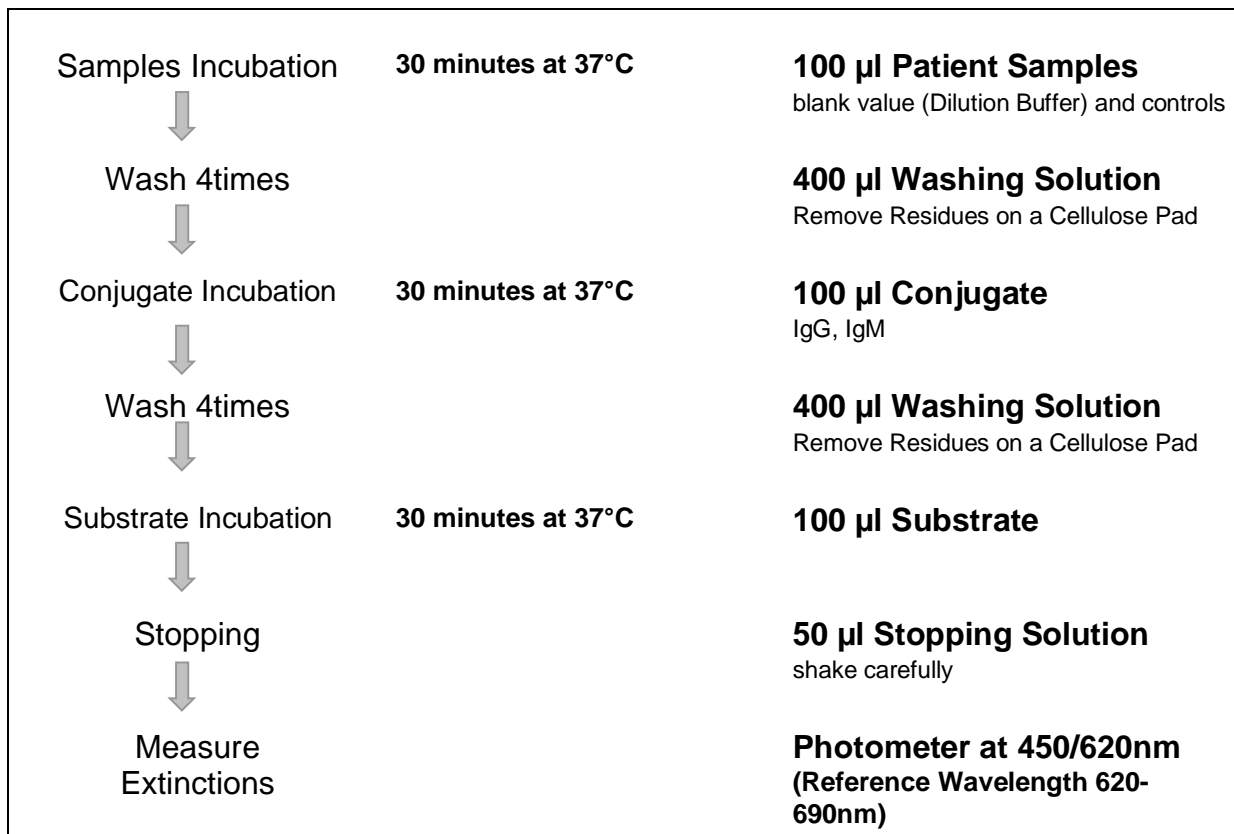 Samples Incubation 30 minutes at 37°C 100 µl Patient Samples
blank value (Dilution Buffer) and controls
Wash 4times 400 µl Washing Solution
Remove Residues on a Cellulose Pad
Conjugate Incubation 30 minutes at 37°C 100 µl Conjugate
IgG, IgM
Wash 4times 400 µl Washing Solution
Remove Residues on a Cellulose Pad
Substrate Incubation 30 minutes at 37°C 100 µl Substrate
Stopping 50 µl Stopping Solution
shake carefully
Measure Photometer at 450/620nm
Extinctions (Reference Wavelength 620-
690nm)